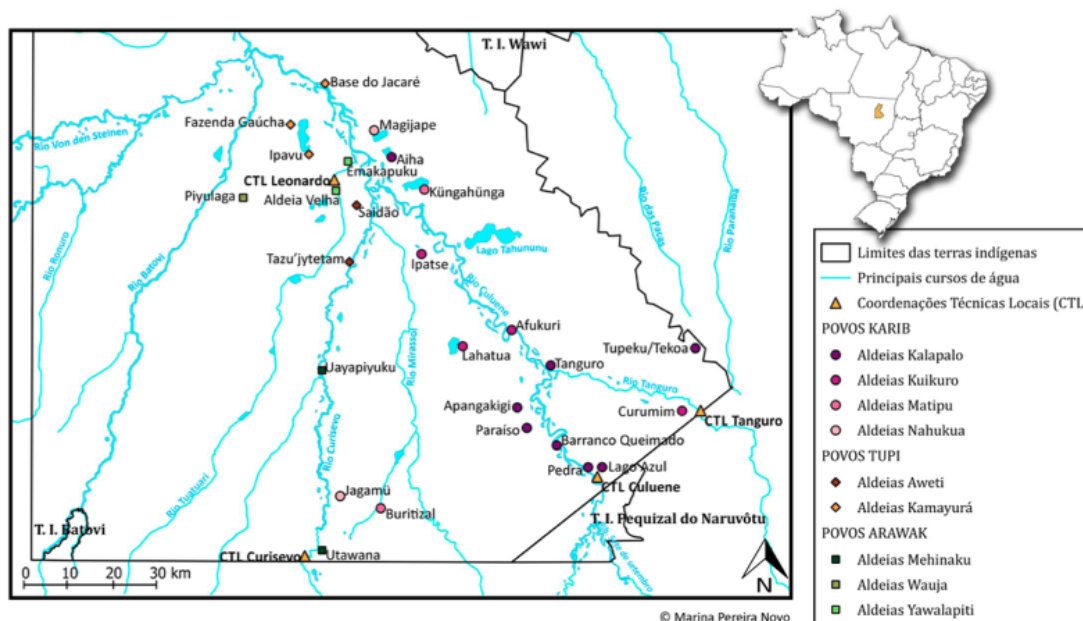 T. I. Wawi
Base do Jacaré
Fazenda Gaúcha
Magijape
Rio Von den Steinen
Ipavu
Aiha
Emakapuku
CTL Leonardo
Küngahünga
Piyulaga
Aldeia Velha
Saidão
Rio das Pacas
Rio Paranaíba
Lago Tahununu
Rio Ronuro
Rio Batovi
Tazu'jytetam
Ipatse
Rio Culuene
Afukuri
Lahatua
Tupeku/Tekoa
Tanguro
Uayapiyuku
Rio Mirassol
Rio Tanguro
Apangakigi
Curumim
CTL Tanguro
Paraíso
Barranco Queimado
Rio Curisevo
Pedra
Lago Azul
CTL Culuene
Rio Tuatuari
Jagamü
Buritizal
T. I. Pequizal do Naruvôtu
T. I. Batovi
CTL Curisevo
Utawana
Rio Sete de setembro
0 10 20 30 km
N
© Marina Pereira Novo
Limites das terras indígenas
Principais cursos de água
Coordenações Técnicas Locais (CTL
POVOS KARIB
Aldeias Kalapalo
Aldeias Kuikuro
Aldeias Matipu
Aldeias Nahukua
POVOS TUPI
Aldeias Aweti
Aldeias Kamayurá
POVOS ARAWAK
Aldeias Mehinaku
Aldeias Wauja
Aldeias Yawalapiti